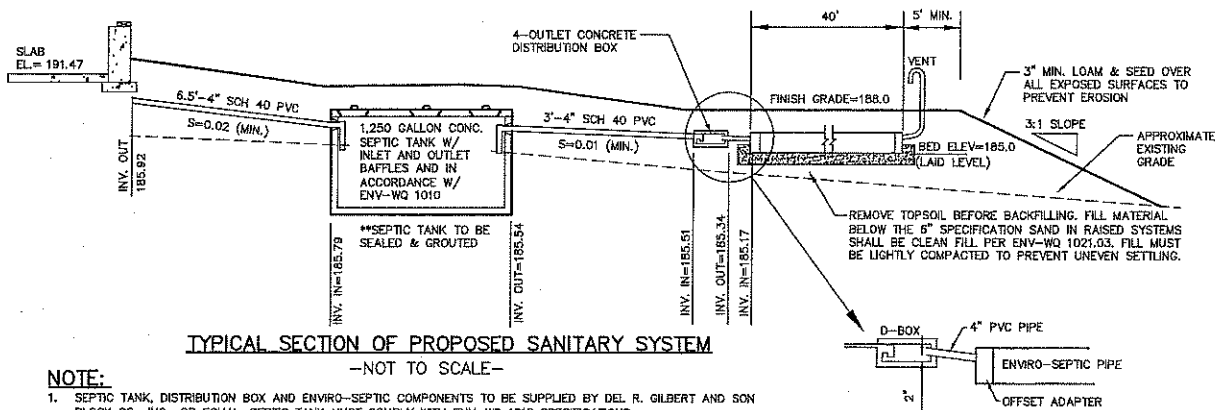 40'
5' MIN.
4-OUTLET CONCRETE
DISTRIBUTION BOX
SLAB
EL.= 191.47
VENT
3" MIN. LOAM & SEED OVER
ALL EXPOSED SURFACES TO
PREVENT EROSION
6.5'-4" SCH 40 PVC
S=0.02 (MIN.)
FINISH GRADE=188.0
3:1 SLOPE
1,250 GALLON CONC.
SEPTIC TANK W/
INLET AND OUTLET
BAFFLES AND IN
ACCORDANCE W/
ENV-WQ 1010
3'-4" SCH 40 PVC
S=0.01 (MIN.)
APPROXIMATE
EXISTING
GRADE
BED ELEV=185.0
(LAID LEVEL)
INV. OUT
185.92
**SEPTIC TANK TO BE
SEALED & GROUTED
REMOVE TOPSOIL BEFORE BACKFILLING. FILL MATERIAL
BELOW THE 6" SPECIFICATION SAND IN RAISED SYSTEMS
SHALL BE CLEAN FILL PER ENV-WQ 1021.03. FILL MUST
BE LIGHTLY COMPACTED TO PREVENT UNEVEN SETTLING.
INV. IN=185.79
INV. OUT=185.54
INV. IN=185.51
INV. OUT=185.34
INV. IN=185.17
TYPICAL SECTION OF PROPOSED SANITARY SYSTEM
-NOT TO SCALE-
D-BOX
4" PVC PIPE
ENVIRO-SEPTIC PIPE
OFFSET ADAPTER
2"
NOTE:
1. SEPTIC TANK, DISTRIBUTION BOX AND ENVIRO-SEPTIC COMPONENTS TO BE SUPPLIED BY DEL R. GILBERT AND SON